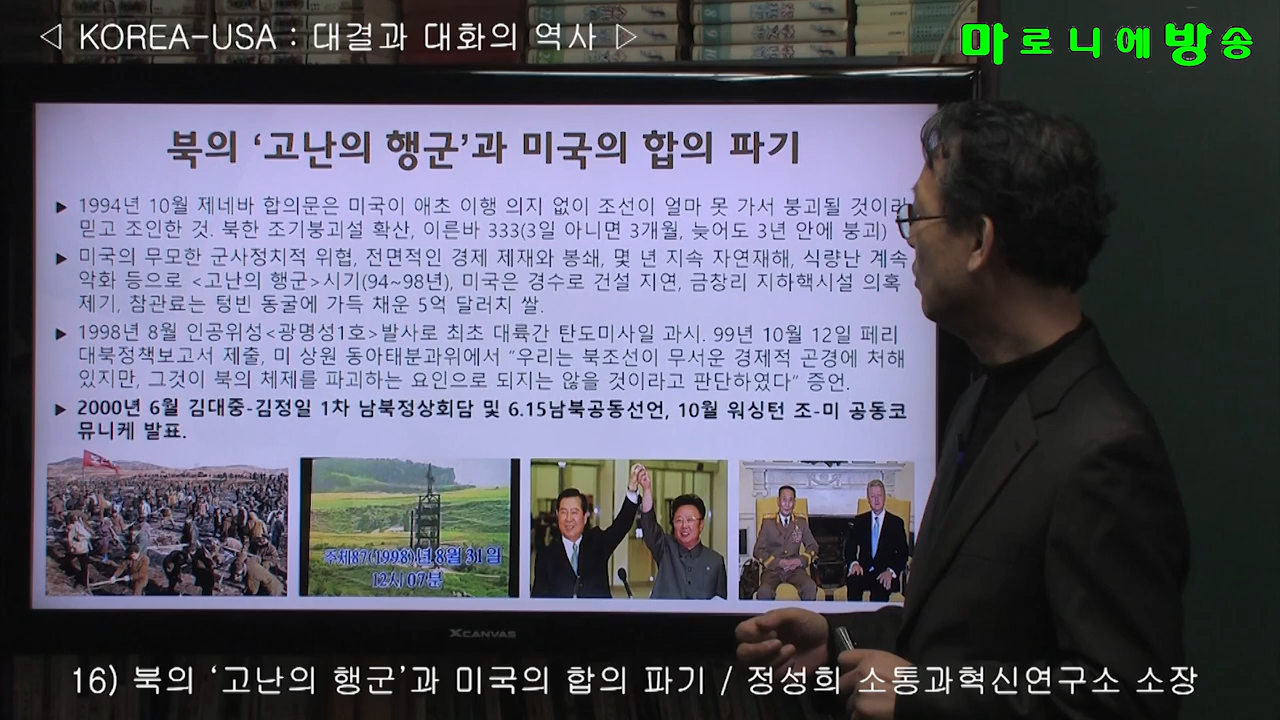 ◁ KOREA-USA : 대결과 대화의 역사 ▷
마로니에방송
북의 ‘고난의 행군’과 미국의 합의 파기
▶ 1994년 10월 제네바 합의문은 미국이 애초 이행 의지 없이 조선이 얼마 못 가서 붕괴될 것이라
믿고 조인한 것. 북한 조기붕괴설 확산, 이른바 333(3일 아니면 3개월, 늦어도 3년 안에 붕괴)
▶ 미국의 무모한 군사정치적 위협, 전면적인 경제 제재와 봉쇄, 몇 년 지속 자연재해, 식량난 계속
악화 등으로 <고난의 행군>시기(94~98년), 미국은 경수로 건설 지연, 금창리 지하핵시설 의혹
제기, 참관료는 텅빈 동굴에 가득 채운 5억 달러치 쌀.
▶ 1998년 8월 인공위성<광명성1호>발사로 최초 대륙간 탄도미사일 과시. 99년 10월 12일 페리
대북정책보고서 제출, 미 상원 동아태분과위에서 “우리는 북조선이 무서운 경제적 곤경에 처해
있지만, 그것이 북의 체제를 파괴하는 요인으로 되지는 않을 것이라고 판단하였다” 증언.
▶ 2000년 6월 김대중-김정일 1차 남북정상회담 및 6.15남북공동선언, 10월 워싱턴 조-미 공동코
뮤니케 발표.
주체87(1998)년 8월 31일
12시 07분
XCANVAS
16) 북의 ‘고난의 행군’과 미국의 합의 파기 / 정성희 소통과혁신연구소 소장